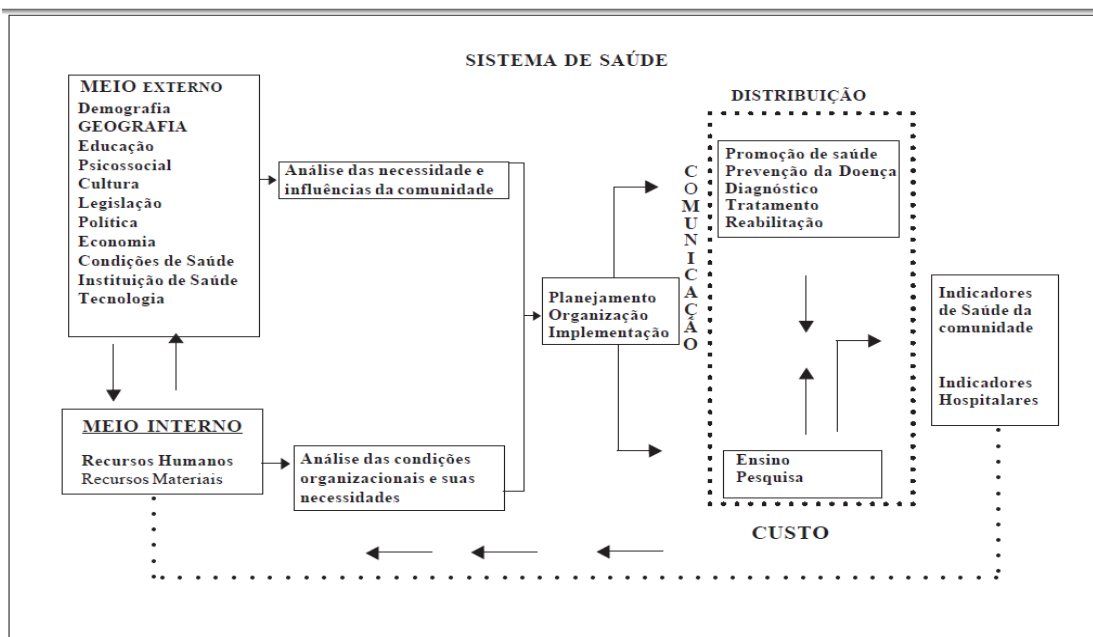 SISTEMA DE SAÚDE
MEIO EXTERNO
Demografia
GEOGRAFIA
Educação
Psicossocial
Cultura
Legislação
Política
Economia
Condições de Saúde
Instituição de Saúde
Tecnologia
Análise das necessidade e
influências da comunidade
MEIO INTERNO
Recursos Humanos
Recursos Materiais
Análise das condições
organizacionais e suas
necessidades
Planejamento
Organização
Implementação
COMUNICAÇÃO
DISTRIBUIÇÃO
Promoção de saúde
Prevenção da Doença
Diagnóstico
Tratamento
Reabilitação
Ensino
Pesquisa
CUSTO
Indicadores
de Saúde da
comunidade
Indicadores
Hospitalares